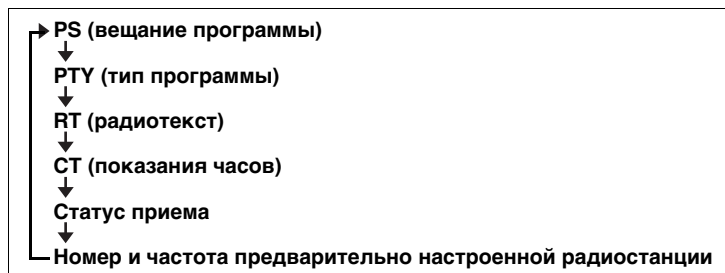 PS (вещание программы)
PTY (тип программы)
RT (радиотекст)
CT (показания часов)
Статус приема
Номер и частота предварительно настроенной радиостанции